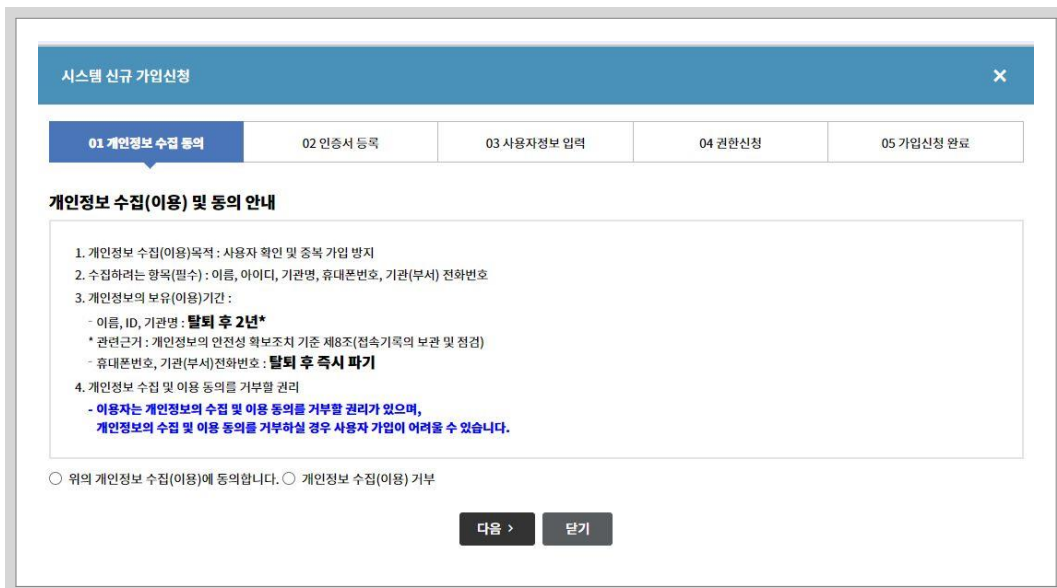 시스템 신규 가입신청 ×
01 개인정보 수집 동의 02 인증서 등록 03 사용자정보 입력 04 권한신청 05 가입신청 완료
개인정보 수집(이용) 및 동의 안내
1. 개인정보 수집(이용)목적 : 사용자 확인 및 중복 가입 방지
2. 수집하려는 항목(필수) : 이름, 아이디, 기관명, 휴대폰번호, 기관(부서) 전화번호
3. 개인정보의 보유(이용)기간 :
- 이름, ID, 기관명 : 탈퇴 후 2년*
* 관련근거 : 개인정보의 안전성 확보조치 기준 제8조(접속기록의 보관 및 점검)
- 휴대폰번호, 기관(부서)전화번호 : 탈퇴 후 즉시 파기
4. 개인정보 수집 및 이용 동의를 거부할 권리
- 이용자는 개인정보의 수집 및 이용 동의를 거부할 권리가 있으며,
개인정보의 수집 및 이용 동의를 거부하실 경우 사용자 가입이 어려울 수 있습니다.
위의 개인정보 수집(이용)에 동의합니다. 개인정보 수집(이용) 거부
다음 > 닫기